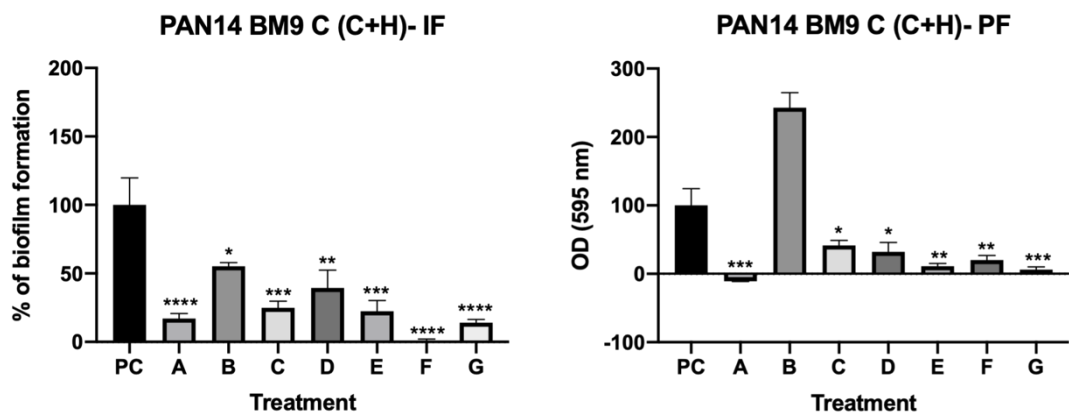 PAN14 BM9 C (C+H)- IF
% of biofilm formation
200
150
100
50
0
****
*
***
**
***
****
****
PC A B C D E F G
Treatment
PAN14 BM9 C (C+H)- PF
OD (595 nm)
300
200
100
0
-100
***
*
*
**
**
***
PC A B C D E F G
Treatment